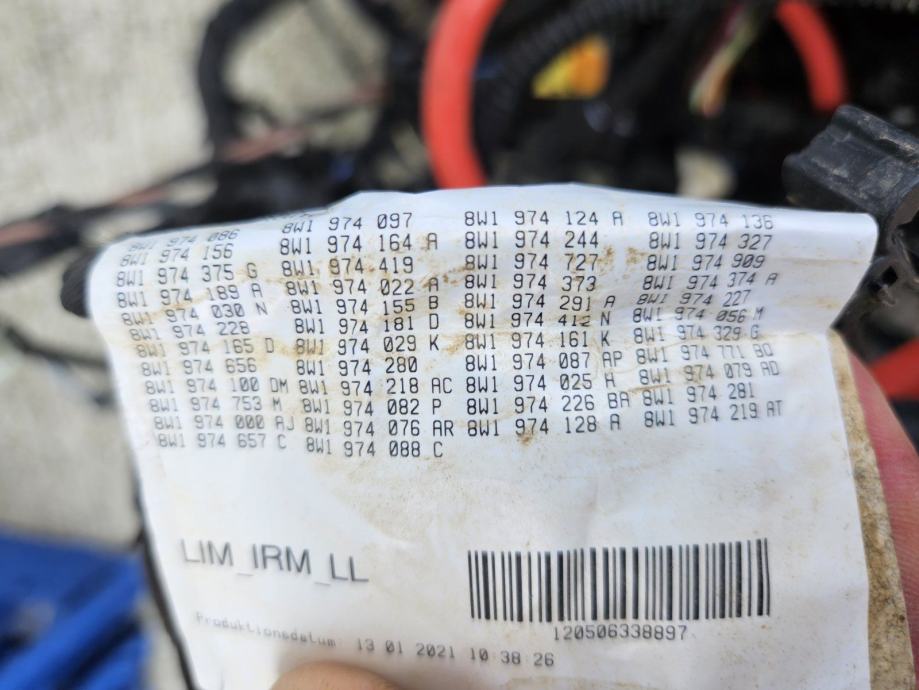 8W1 974 086 8W1 974 097 8W1 974 124 A 8W1 974 136
8W1 974 156 8W1 974 164 A 8W1 974 244 8W1 974 327
8W1 974 375 G 8W1 974 419 8W1 974 727 8W1 974 909
8W1 974 189 A 8W1 974 022 A 8W1 974 373 8W1 974 374 A
8W1 974 030 N 8W1 974 155 B 8W1 974 291 A 8W1 974 227
8W1 974 228 8W1 974 181 D 8W1 974 412 N 8W1 974 056 M
8W1 974 165 D 8W1 974 029 K 8W1 974 161 K 8W1 974 329 G
8W1 974 656 8W1 974 280 8W1 974 087 AP 8W1 974 771 BQ
8W1 974 100 DM 8W1 974 218 AC 8W1 974 025 H 8W1 974 079 AD
8W1 974 753 M 8W1 974 082 P 8W1 974 226 BA 8W1 974 281
8W1 974 000 AJ 8W1 974 076 AR 8W1 974 128 A 8W1 974 219 AT
8W1 974 657 C 8W1 974 088 C
LIM_IRM_LL
120506338897
Produktionsdatum: 13 01 2021 10:38:26